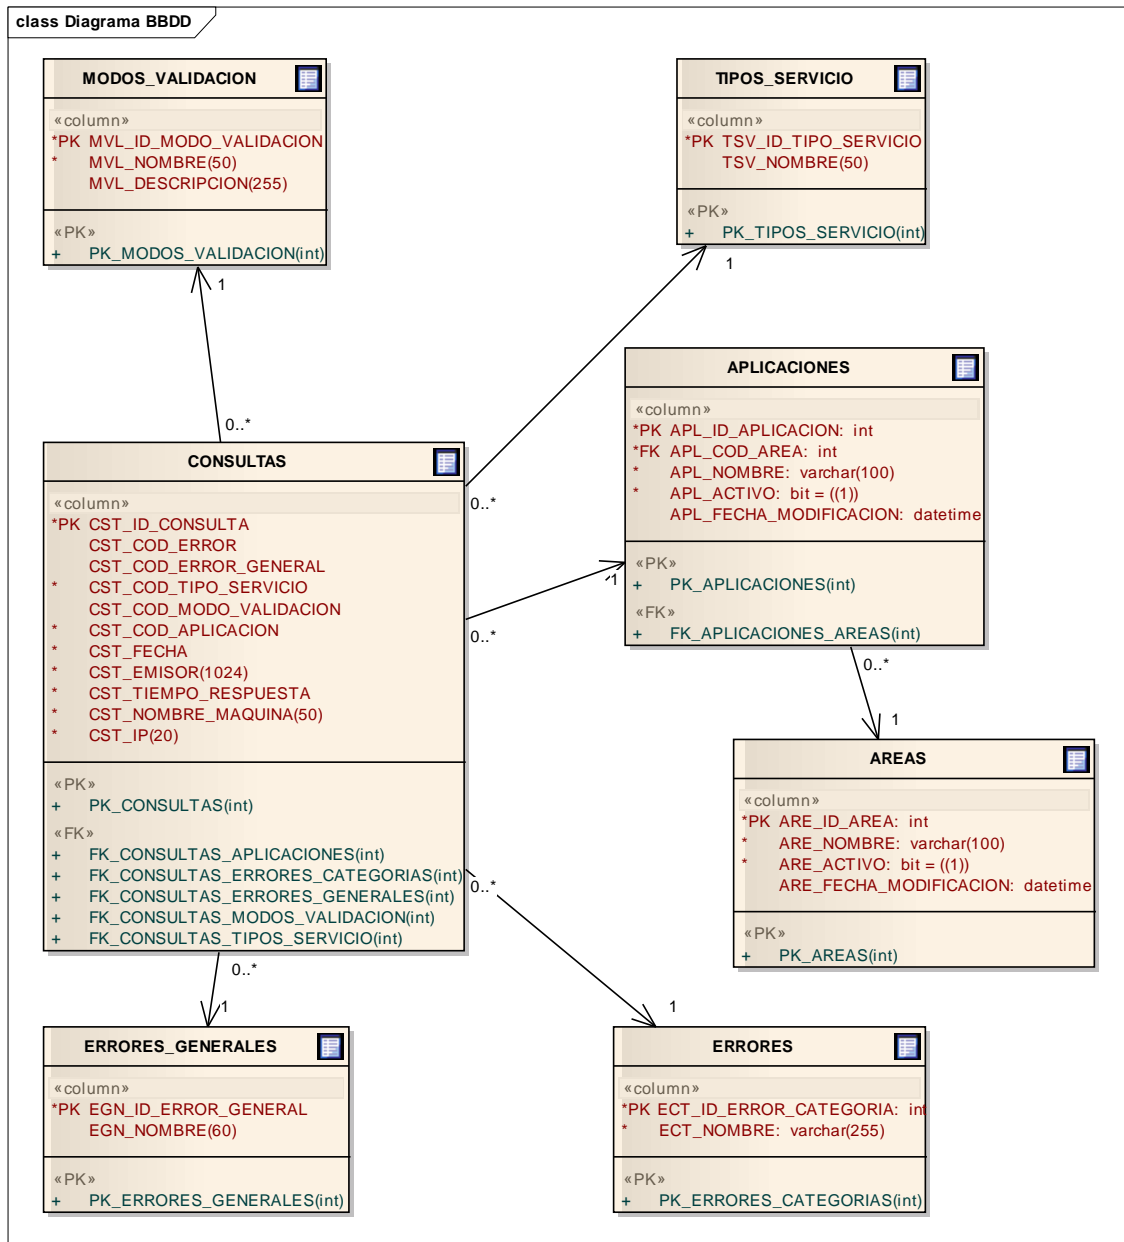 class Diagrama BBDD
MODOS_VALIDACION
«column»
*PK MVL_ID_MODO_VALIDACION
* MVL_NOMBRE(50)
MVL_DESCRIPCION(255)
«PK»
+ PK_MODOS_VALIDACION(int)
TIPOS_SERVICIO
«column»
*PK TSV_ID_TIPO_SERVICIO
TSV_NOMBRE(50)
«PK»
+ PK_TIPOS_SERVICIO(int)
1
1
0..*
0..*
APLICACIONES
«column»
*PK APL_ID_APLICACION: int
*FK APL_COD_AREA: int
* APL_NOMBRE: varchar(100)
* APL_ACTIVO: bit = ((1))
APL_FECHA_MODIFICACION: datetime
«PK»
+ PK_APLICACIONES(int)
«FK»
+ FK_APLICACIONES_AREAS(int)
CONSULTAS
«column»
*PK CST_ID_CONSULTA
CST_COD_ERROR
CST_COD_ERROR_GENERAL
* CST_COD_TIPO_SERVICIO
CST_COD_MODO_VALIDACION
* CST_COD_APLICACION
* CST_FECHA
* CST_EMISOR(1024)
* CST_TIEMPO_RESPUESTA
* CST_NOMBRE_MAQUINA(50)
* CST_IP(20)
«PK»
+ PK_CONSULTAS(int)
«FK»
+ FK_CONSULTAS_APLICACIONES(int)
+ FK_CONSULTAS_ERRORES_CATEGORIAS(int)
+ FK_CONSULTAS_ERRORES_GENERALES(int)
+ FK_CONSULTAS_MODOS_VALIDACION(int)
+ FK_CONSULTAS_TIPOS_SERVICIO(int)
1
0..*
0..*
1
AREAS
«column»
*PK ARE_ID_AREA: int
* ARE_NOMBRE: varchar(100)
* ARE_ACTIVO: bit = ((1))
ARE_FECHA_MODIFICACION: datetime
«PK»
+ PK_AREAS(int)
0..*
0..*
1
1
ERRORES_GENERALES
«column»
*PK EGN_ID_ERROR_GENERAL
EGN_NOMBRE(60)
«PK»
+ PK_ERRORES_GENERALES(int)
ERRORES
«column»
*PK ECT_ID_ERROR_CATEGORIA: int
* ECT_NOMBRE: varchar(255)
«PK»
+ PK_ERRORES_CATEGORIAS(int)